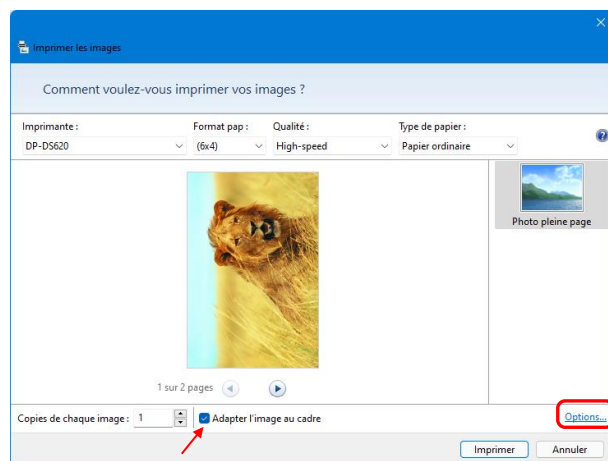 Imprimer les images
Comment voulez-vous imprimer vos images ?
Imprimante : Format pap : Qualité : Type de papier :
DP-DS620 (6x4) High-speed Papier ordinaire
Photo pleine page
1 sur 2 pages
Copies de chaque image : 1 Adapter l'image au cadre Options...
Imprimer Annuler